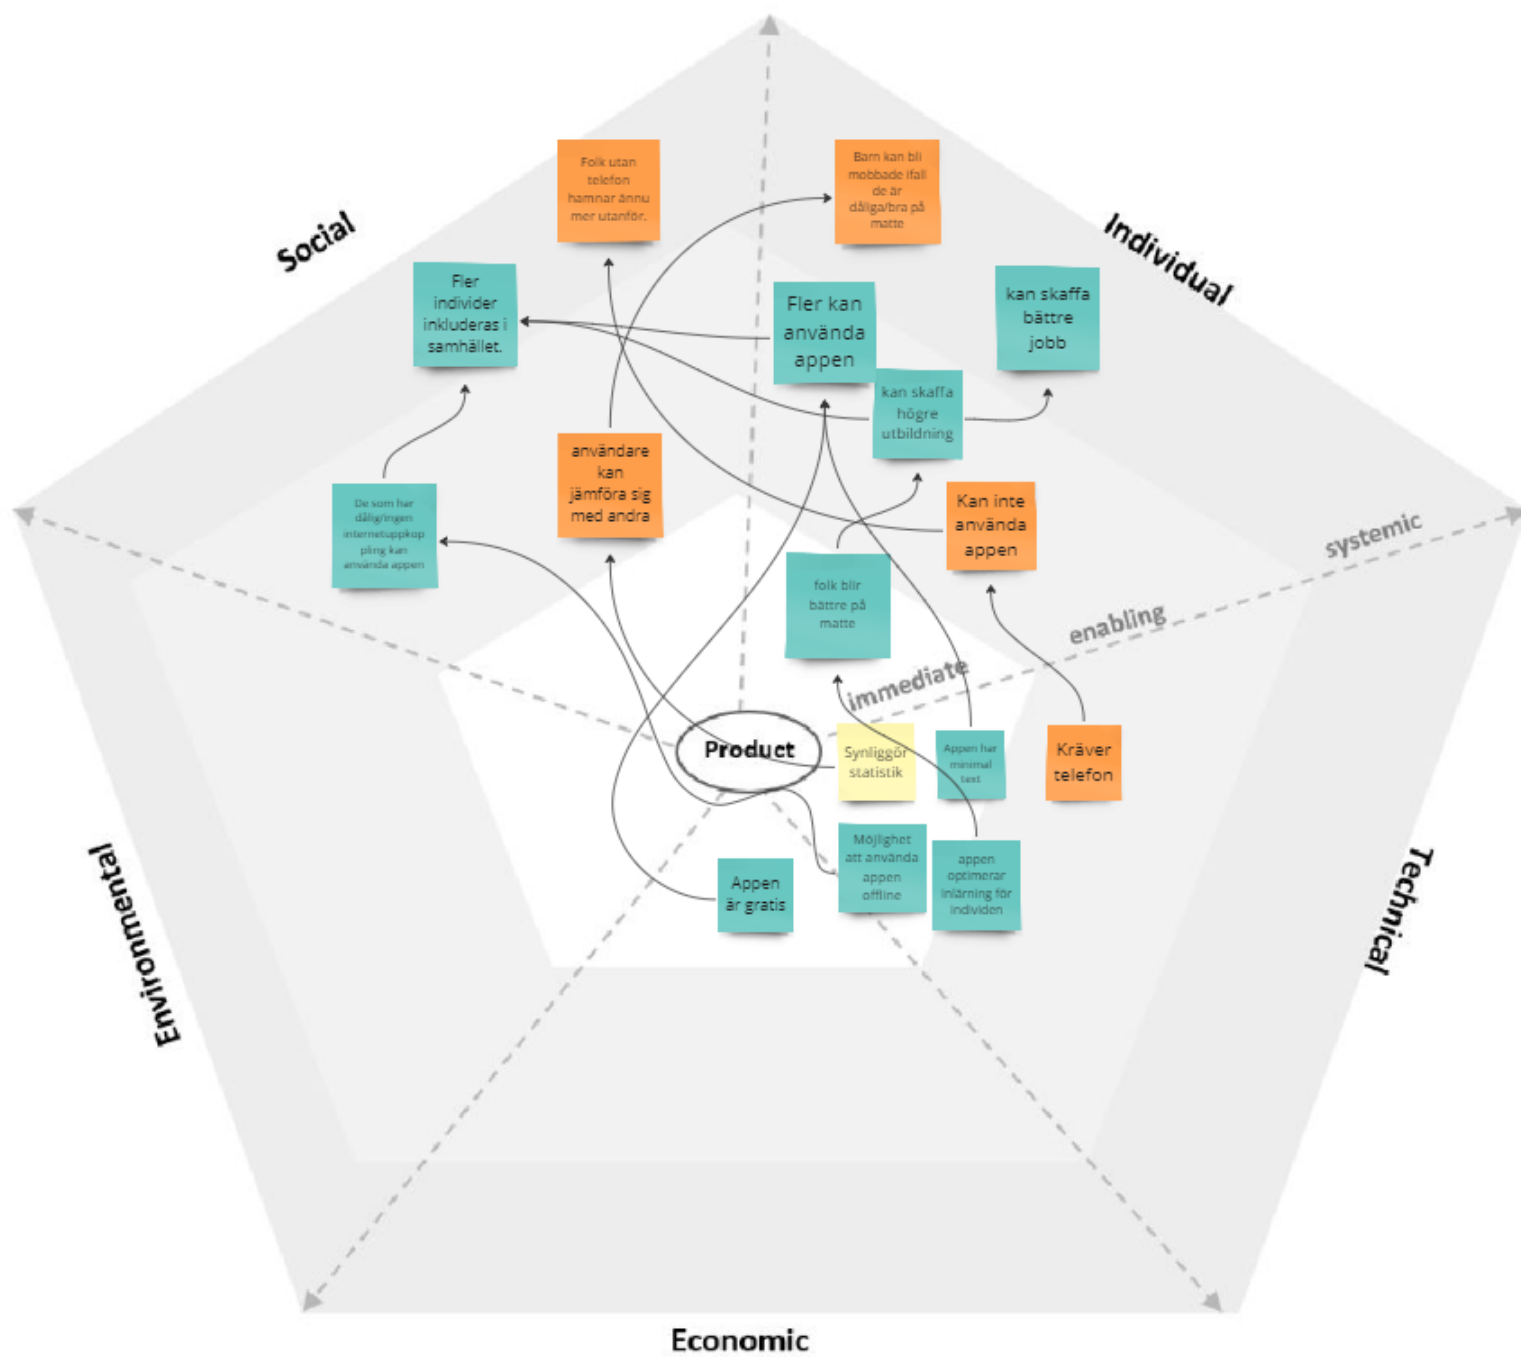 Social
Individual
Technical
Economic
Environmental
systemic
enabling
immediate
Product
Folk utan
telefon
hamnar ännu
mer utanför.
Barn kan bli
mobbade ifall
de är
dåliga/bra på
matte
Fler
individer
inkluderas i
samhället.
Fler kan
använda
appen
kan skaffa
bättre
jobb
kan skaffa
högre
utbildning
användare
kan
jämföra sig
med andra
De som har
dålig/ingen
internetuppkop
pling kan
använda appen
Kan inte
använda
appen
folk blir
bättre på
matte
Synliggör
statistik
Appen har
minimal
text
Kräver
telefon
Möjlighet
att använda
appen
offline
appen
optimerar
inlärning för
individen
Appen
är gratis